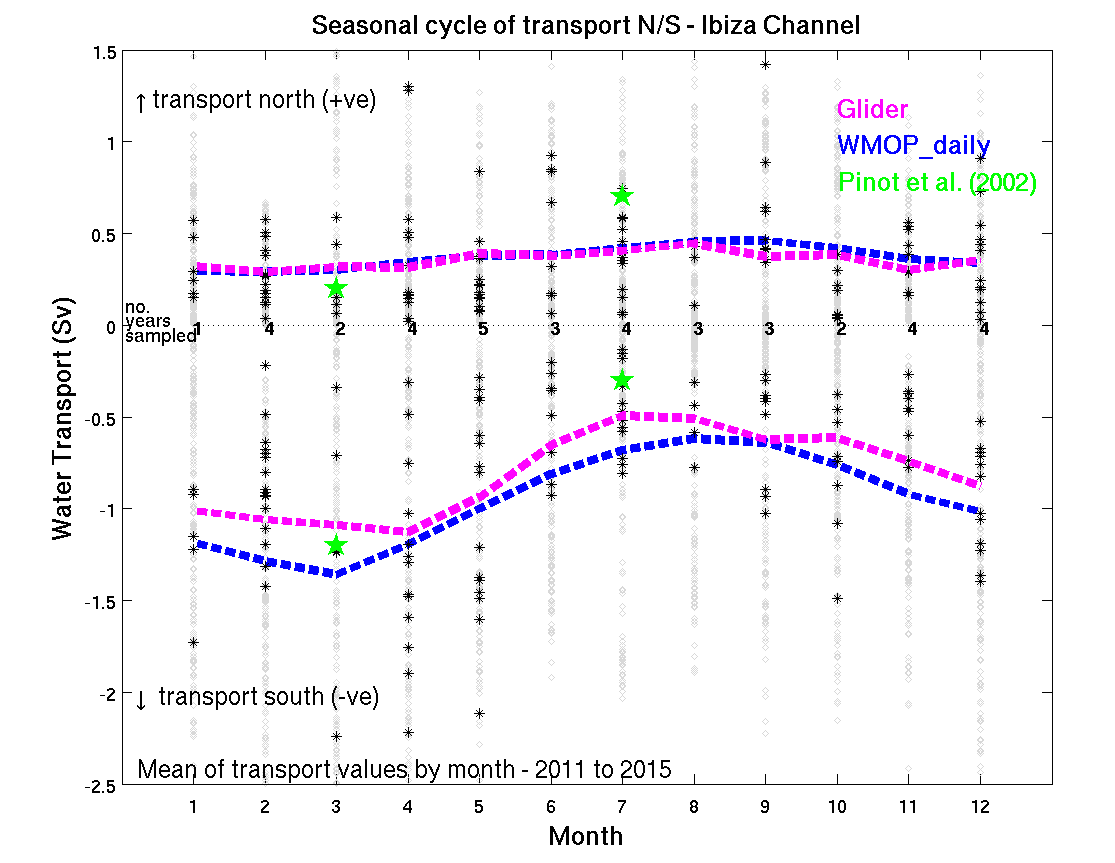 Seasonal cycle of transport N/S - Ibiza Channel
1.5
↑ transport north (+ve)
Glider
1
WMOP_daily
Pinot et al. (2002)
0.5
Water Transport (Sv)
no.
years
sampled
0
1 4 2 4 5 3 4 3 3 2 4 4
-0.5
-1
-1.5
-2
↓ transport south (-ve)
Mean of transport values by month - 2011 to 2015
-2.5
1 2 3 4 5 6 7 8 9 10 11 12
Month